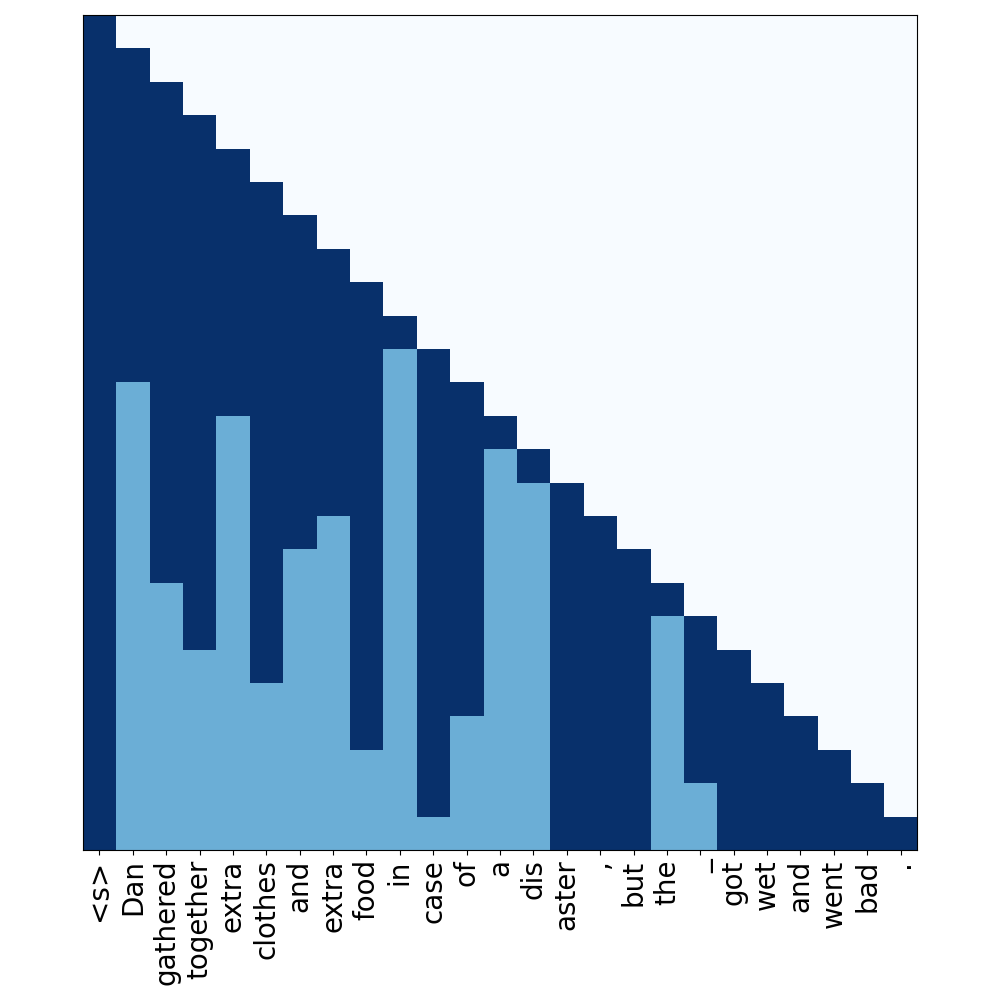 <s> Dan gathered together extra clothes and extra food in case of a dis aster , but the _ got wet and went bad .